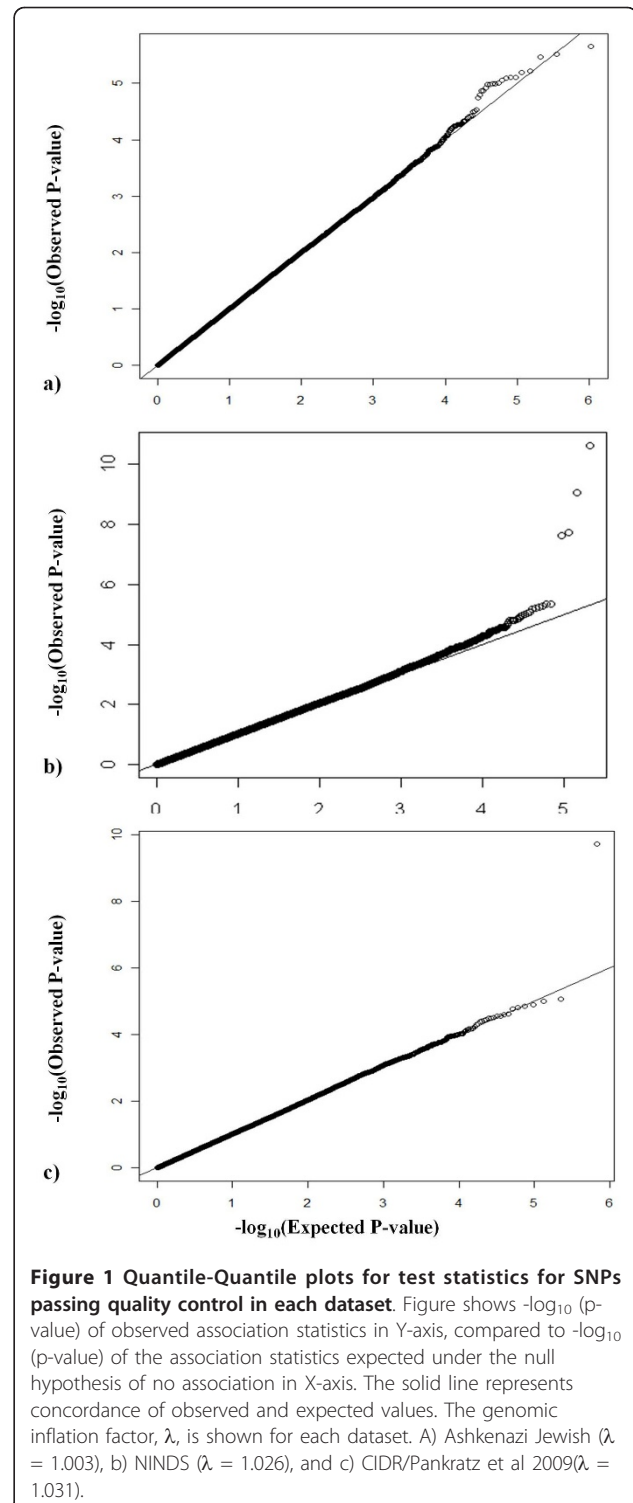 5
4
3
2
1
0
-log10(Observed P-value)
a)
0 1 2 3 4 5 6
10
8
6
4
2
0
-log10(Observed P-value)
b)
0 1 2 3 4 5
10
8
6
4
2
0
-log10(Observed P-value)
c)
0 1 2 3 4 5 6
-log10(Expected P-value)
Figure 1 Quantile-Quantile plots for test statistics for SNPs
passing quality control in each dataset. Figure shows -log10 (p-
value) of observed association statistics in Y-axis, compared to -log10
(p-value) of the association statistics expected under the null
hypothesis of no association in X-axis. The solid line represents
concordance of observed and expected values. The genomic
inflation factor, λ, is shown for each dataset. A) Ashkenazi Jewish (λ
= 1.003), b) NINDS (λ = 1.026), and c) CIDR/Pankratz et al 2009(λ =
1.031).